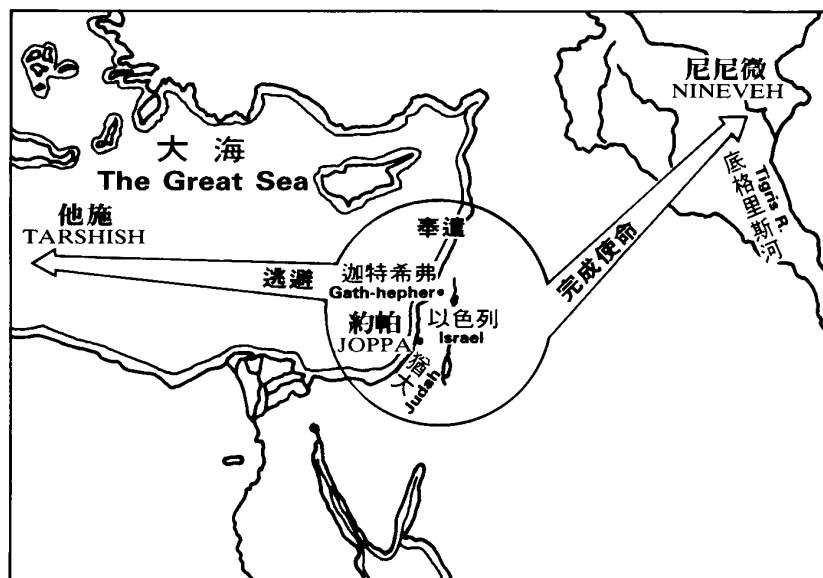 尼尼微
NINEVEH
大海
The Great Sea
他施
TARSHISH
奉遣
底格里斯河
Tigris R.
完成使命
逃避
迦特希弗
Gath-hepher
約帕
JOPPA
以色列
Israel
猶大
Judah